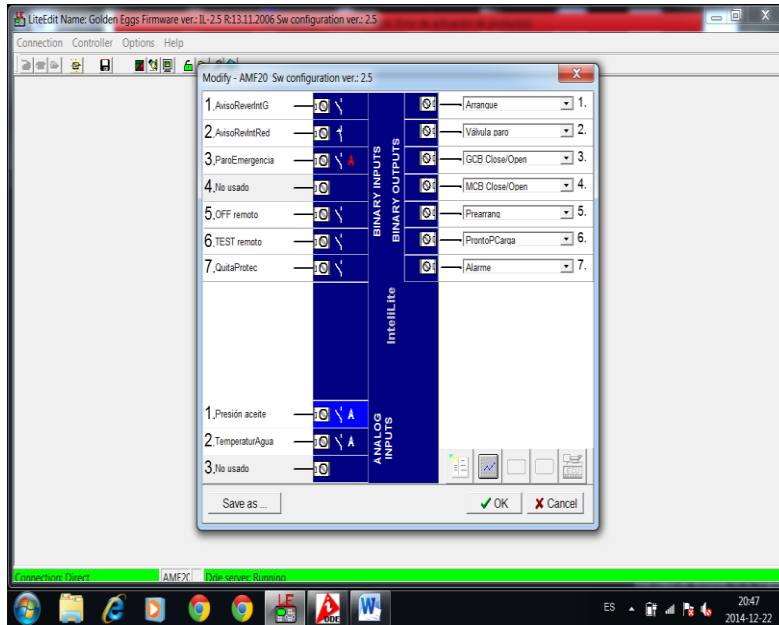 LiteEdit Name: Golden Eggs Firmware ver.: IL-2.5 R:13.11.2006 Sw configuration ver.: 2.5
Connection Controller Options Help
Modify - AMF20 Sw configuration ver.: 2.5
1. AvisoReverIntG
2. AvisoRevIntRed
3. ParoEmergencia A
4. No usado
5. OFF remoto
6. TEST remoto
7. QuitaProtec
BINARY INPUTS
BINARY OUTPUTS
Arranque 1.
Válvula paro 2.
GCB Close/Open 3.
MCB Close/Open 4.
Prearranq 5.
ProntoPCarga 6.
Alarme 7.
InteliLite
1. Presión aceite A
2. TemperaturAgua A
3. No usado
ANALOG INPUTS
Save as ...
OK
Cancel
Connection: Direct AMF20 Dde server: Running
DDE
ES
20:47
2014-12-22